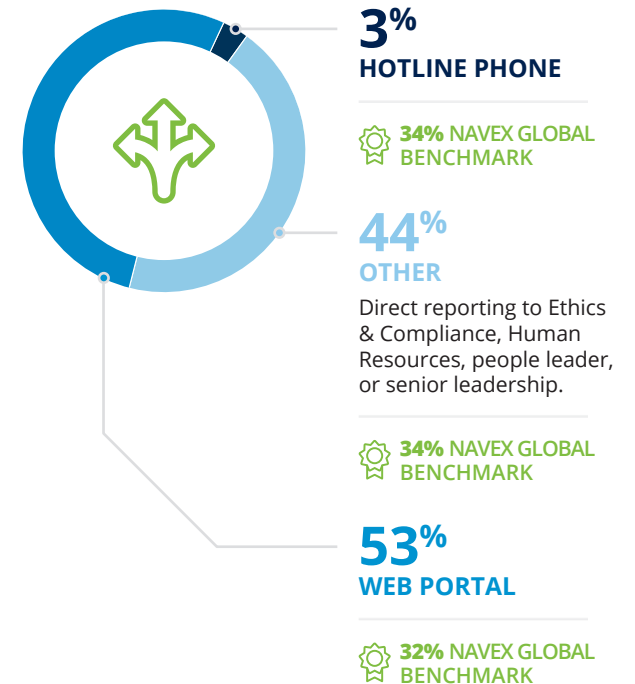 3%
HOTLINE PHONE
34% NAVEX GLOBAL
BENCHMARK
44%
OTHER
Direct reporting to Ethics
& Compliance, Human
Resources, people leader,
or senior leadership.
34% NAVEX GLOBAL
BENCHMARK
53%
WEB PORTAL
32% NAVEX GLOBAL
BENCHMARK